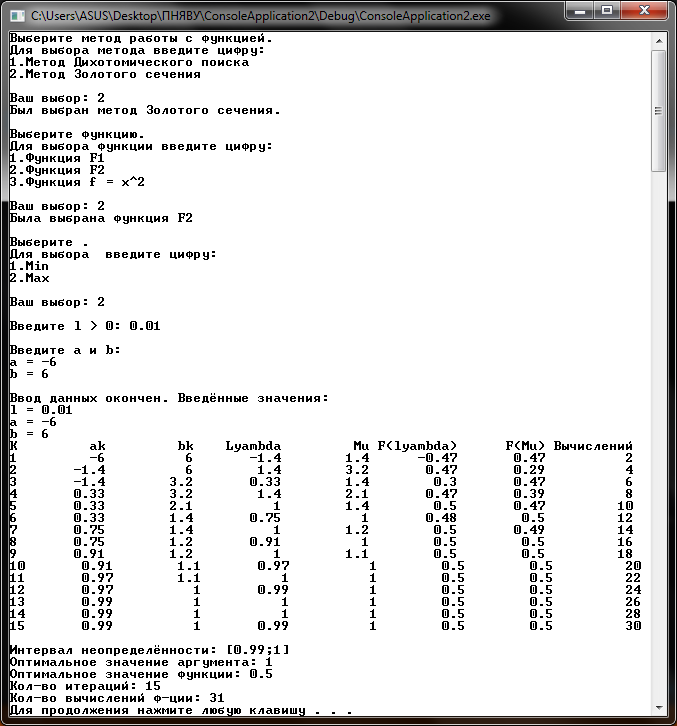 C:\Users\ASUS\Desktop\ПНЯВУ\ConsoleApplication2\Debug\ConsoleApplication2.exe
Выберите метод работы с функцией.
Для выбора метода введите цифру:
1.Метод Дихотомического поиска
2.Метод Золотого сечения
Ваш выбор: 2
Был выбран метод Золотого сечения.
Выберите функцию.
Для выбора функции введите цифру:
1.Функция F1
2.Функция F2
3.Функция f = x^2
Ваш выбор: 2
Была выбрана функция F2
Выберите .
Для выбора  введите цифру:
1.Min
2.Max
Ваш выбор: 2
Введите l > 0: 0.01
Введите a и b:
a = -6
b = 6
Ввод данных окончен. Введённые значения:
l = 0.01
a = -6
b = 6
K ak bk Lyambda Mu F(lyambda) F(Mu) Вычислений
1 -6 6 -1.4 1.4 -0.47 0.47 2
2 -1.4 6 1.4 3.2 0.47 0.29 4
3 -1.4 3.2 0.33 1.4 0.3 0.47 6
4 0.33 3.2 1.4 2.1 0.47 0.39 8
5 0.33 2.1 1 1.4 0.5 0.47 10
6 0.33 1.4 0.75 1 0.48 0.5 12
7 0.75 1.4 1 1.2 0.5 0.49 14
8 0.75 1.2 0.91 1 0.5 0.5 16
9 0.91 1.2 1 1.1 0.5 0.5 18
10 0.91 1.1 0.97 1 0.5 0.5 20
11 0.97 1.1 1 1 0.5 0.5 22
12 0.97 1 0.99 1 0.5 0.5 24
13 0.99 1 1 1 0.5 0.5 26
14 0.99 1 1 1 0.5 0.5 28
15 0.99 1 0.99 1 0.5 0.5 30
Интервал неопределённости: [0.99;1]
Оптимальное значение аргумента: 1
Оптимальное значение функции: 0.5
Кол-во итераций: 15
Кол-во вычислений ф-ции: 31
Для продолжения нажмите любую клавишу . . .